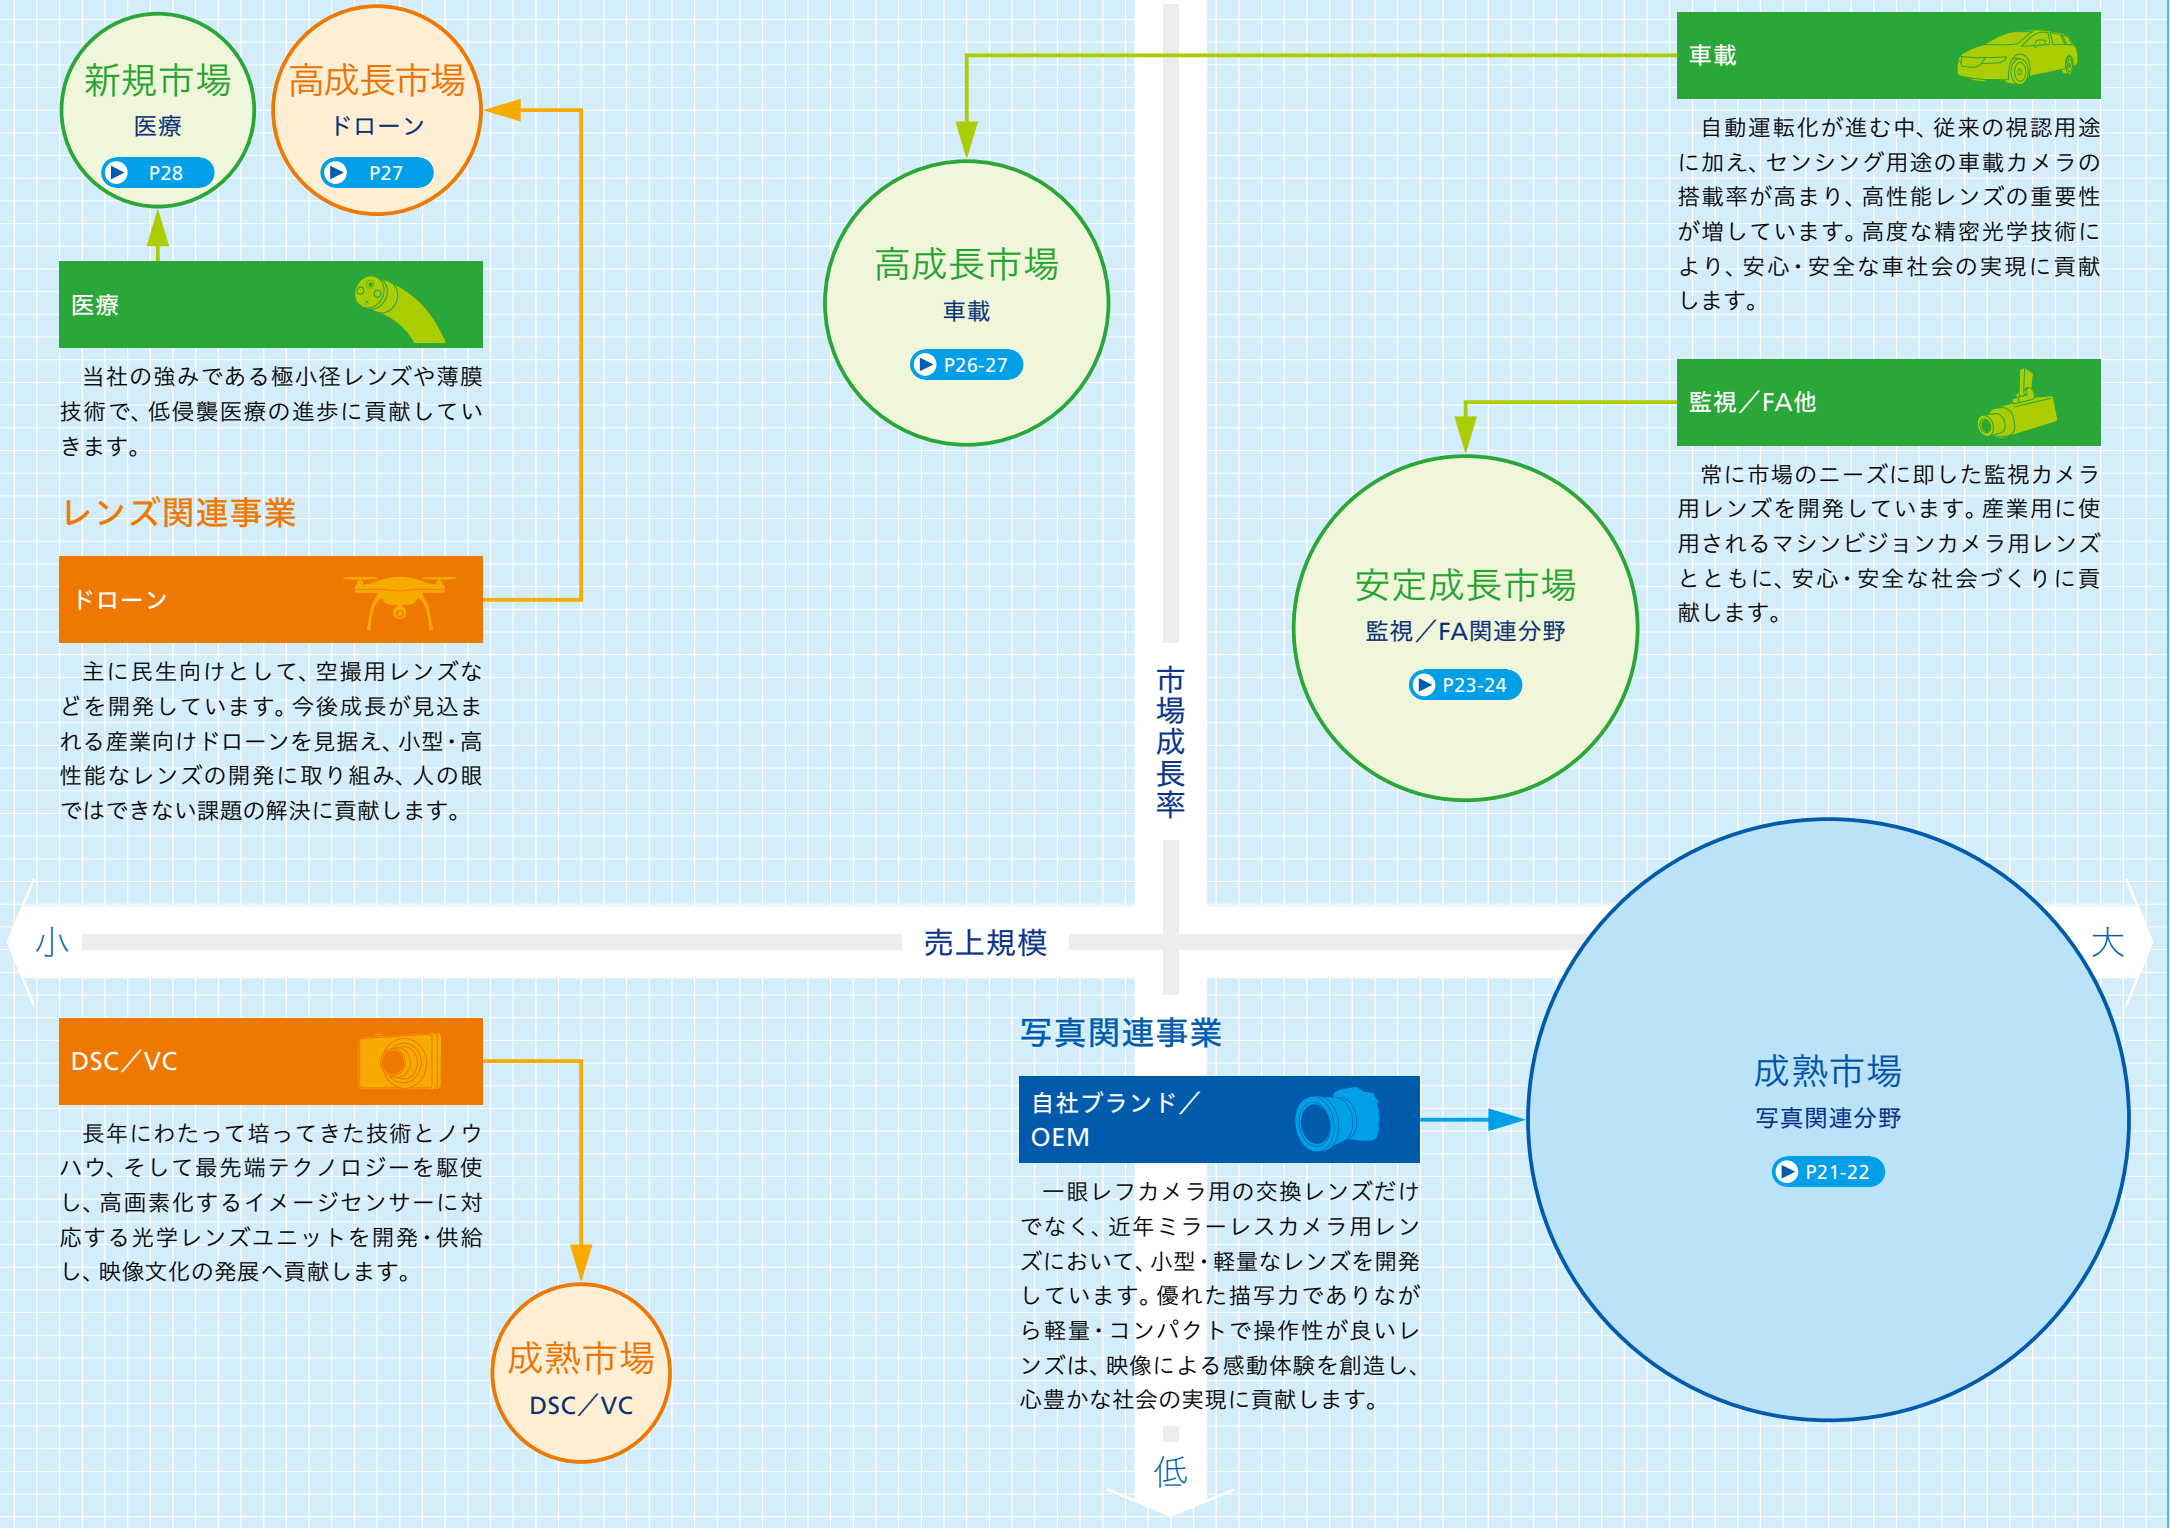 新規市場
医療
P28
高成長市場
ドローン
P27
医療
当社の強みである極小径レンズや薄膜
技術で、低侵襲医療の進歩に貢献してい
きます。
レンズ関連事業
ドローン
主に民生向けとして、空撮用レンズな
どを開発しています。今後成長が見込ま
れる産業向けドローンを見据え、小型・高
性能なレンズの開発に取り組み、人の眼
ではできない課題の解決に貢献します。
高成長市場
車載
P26-27
車載
自動運転化が進む中、従来の視認用途
に加え、センシング用途の車載カメラの
搭載率が高まり、高性能レンズの重要性
が増しています。高度な精密光学技術に
より、安心・安全な車社会の実現に貢献
します。
監視／FA他
常に市場のニーズに即した監視カメラ
用レンズを開発しています。産業用に使
用されるマシンビジョンカメラ用レンズ
とともに、安心・安全な社会づくりに貢
献します。
安定成長市場
監視／FA関連分野
P23-24
市場成長率
小
売上規模
大
DSC／VC
長年にわたって培ってきた技術とノウ
ハウ、そして最先端テクノロジーを駆使
し、高画素化するイメージセンサーに対
応する光学レンズユニットを開発・供給
し、映像文化の発展へ貢献します。
成熟市場
DSC／VC
写真関連事業
自社ブランド／
OEM
一眼レフカメラ用の交換レンズだけ
でなく、近年ミラーレスカメラ用レン
ズにおいて、小型・軽量なレンズを開発
しています。優れた描写力でありなが
ら軽量・コンパクトで操作性が良いレ
ンズは、映像による感動体験を創造し、
心豊かな社会の実現に貢献します。
成熟市場
写真関連分野
P21-22
低